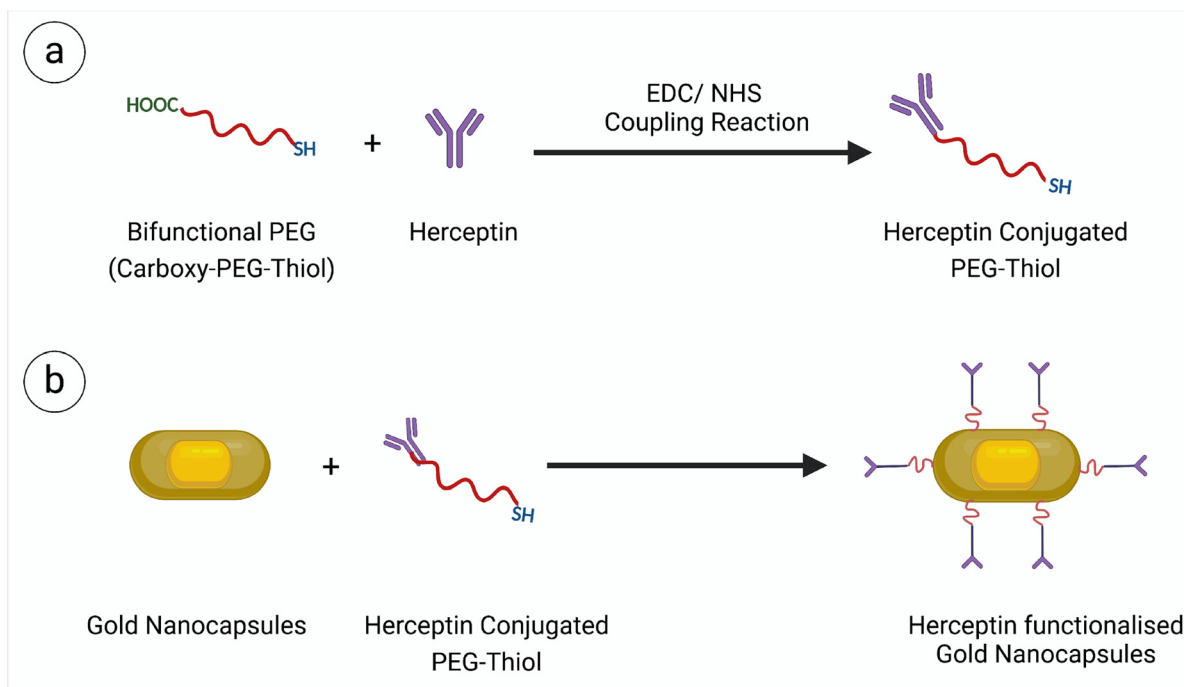 a
HOOC
SH
+
EDC/ NHS
Coupling Reaction
SH
Bifunctional PEG
(Carboxy-PEG-Thiol)
Herceptin
Herceptin Conjugated
PEG-Thiol
b
+
SH
Gold Nanocapsules
Herceptin Conjugated
PEG-Thiol
Herceptin functionalised
Gold Nanocapsules